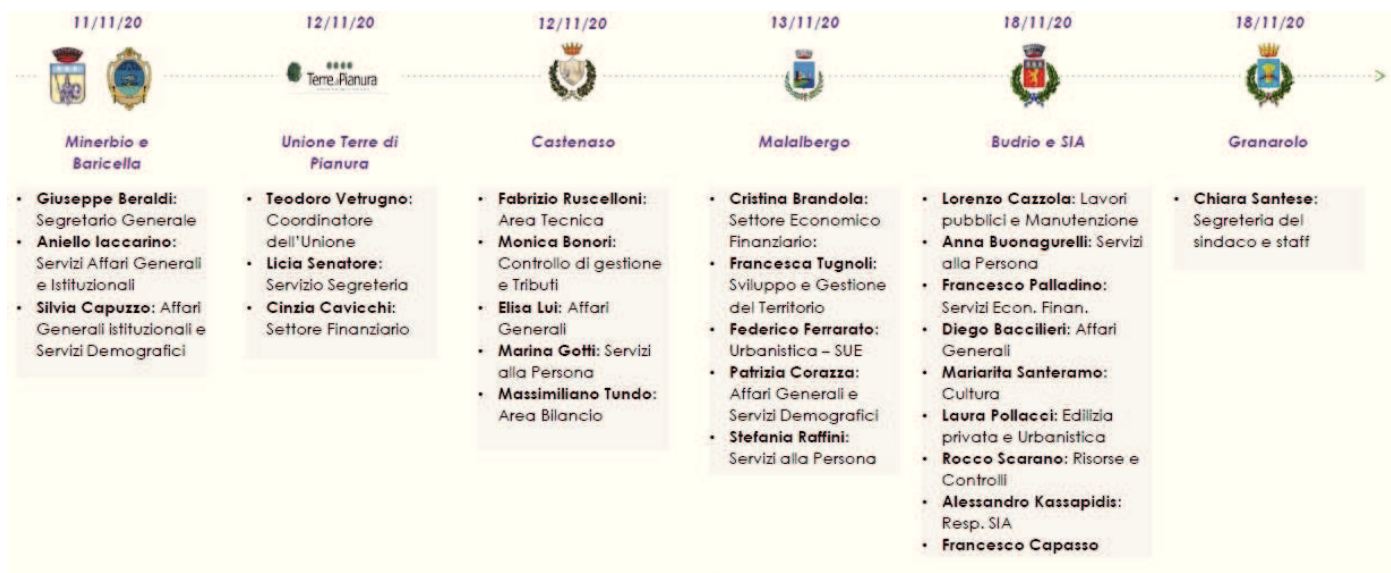 11/11/20
12/11/20
12/11/20
13/11/20
18/11/20
18/11/20
Terre di Pianura
Minerbio e
Baricella
Unione Terre di
Pianura
Castenaso
Malalbergo
Budrio e SIA
Granarolo
• Giuseppe Beraldi:
Segretario Generale
• Aniello Iaccarino:
Servizi Affari Generali
e Istituzionali
• Silvia Capuzzo: Affari
Generali istituzionali e
Servizi Demografici
• Teodoro Vetrugno:
Coordinatore
dell'Unione
• Licia Senatore:
Servizio Segreteria
• Cinzia Cavicchi:
Settore Finanziario
• Fabrizio Ruscelloni:
Area Tecnica
• Monica Bonori:
Controllo di gestione
e Tributi
• Elisa Lui: Affari
Generali
• Marina Gotti: Servizi
alla Persona
• Massimiliano Tundo:
Area Bilancio
• Cristina Brandola:
Settore Economico
Finanziario:
• Francesca Tugnoli:
Sviluppo e Gestione
del Territorio
• Federico Ferrarato:
Urbanistica – SUE
• Patrizia Corazza:
Affari Generali e
Servizi Demografici
• Stefania Raffini:
Servizi alla Persona
• Lorenzo Cazzola: Lavori
pubblici e Manutenzione
• Anna Buonagurelli: Servizi
alla Persona
• Francesco Palladino:
Servizi Econ. Finan.
• Diego Baccilieri: Affari
Generali
• Mariarita Santeramo:
Cultura
• Laura Pollacci: Edilizia
privata e Urbanistica
• Rocco Scarano: Risorse e
Controlli
• Alessandro Kassapidis:
Resp. SIA
• Francesco Capasso
• Chiara Santese:
Segreteria del
sindaco e staff